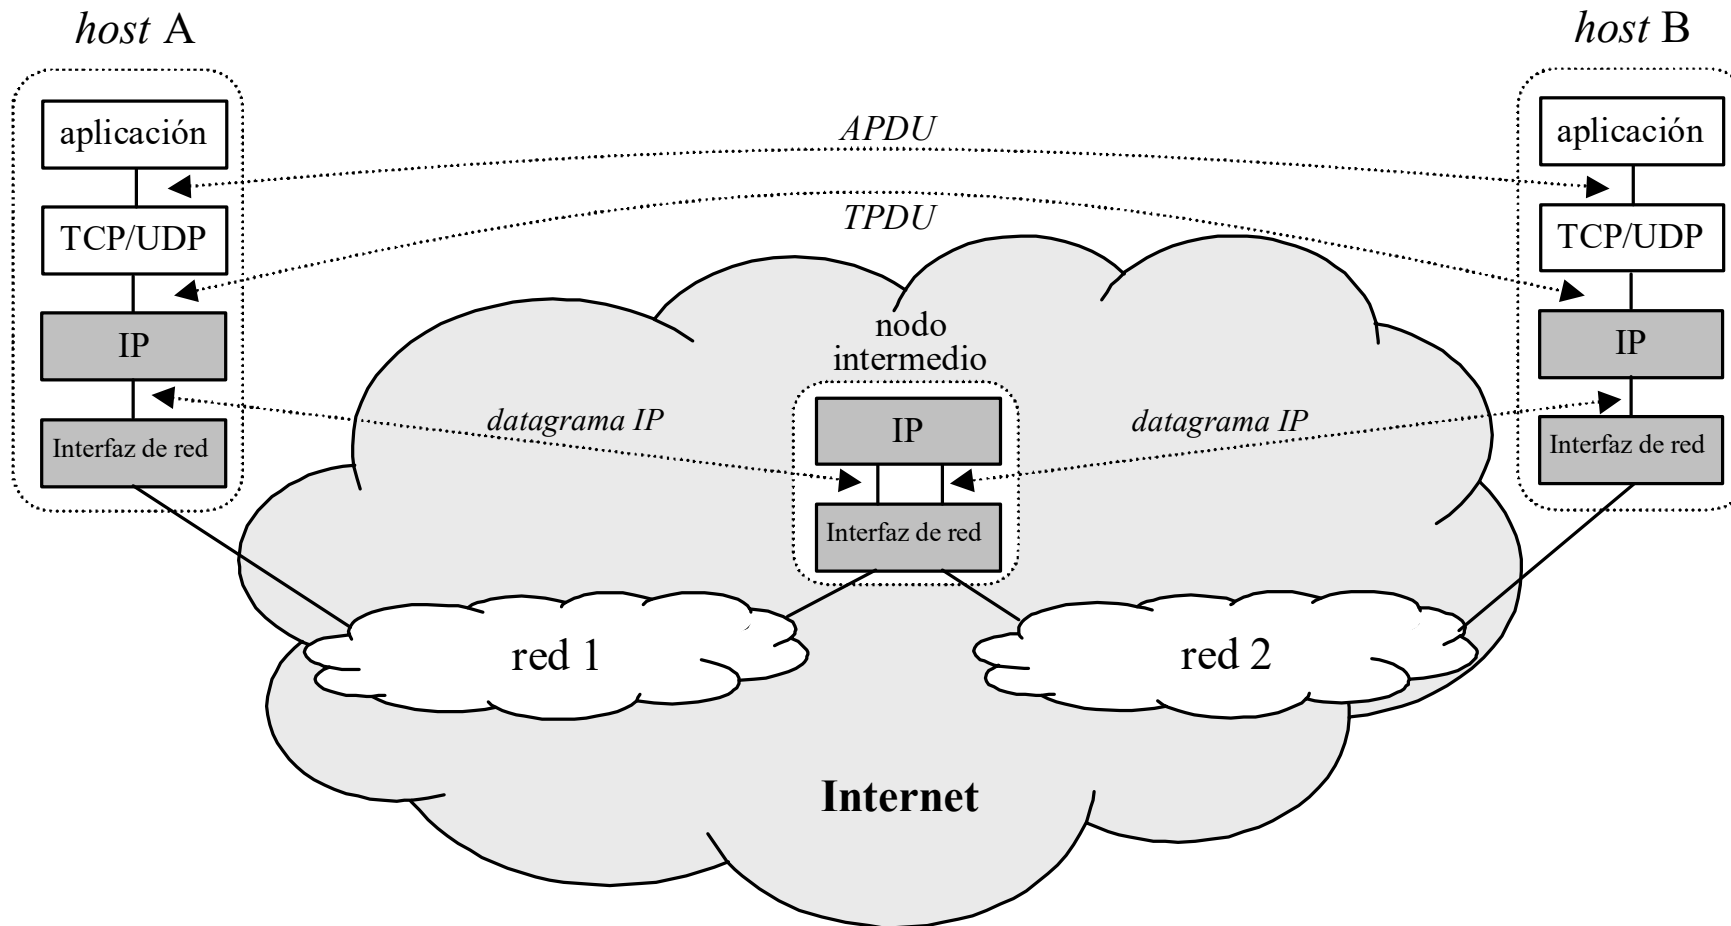 host A
host B
aplicación
APDU
aplicación
TCP/UDP
TPDU
TCP/UDP
nodo
intermedio
IP
IP
datagrama IP
IP
datagrama IP
Interfaz de red
Interfaz de red
Interfaz de red
red 1
red 2
Internet